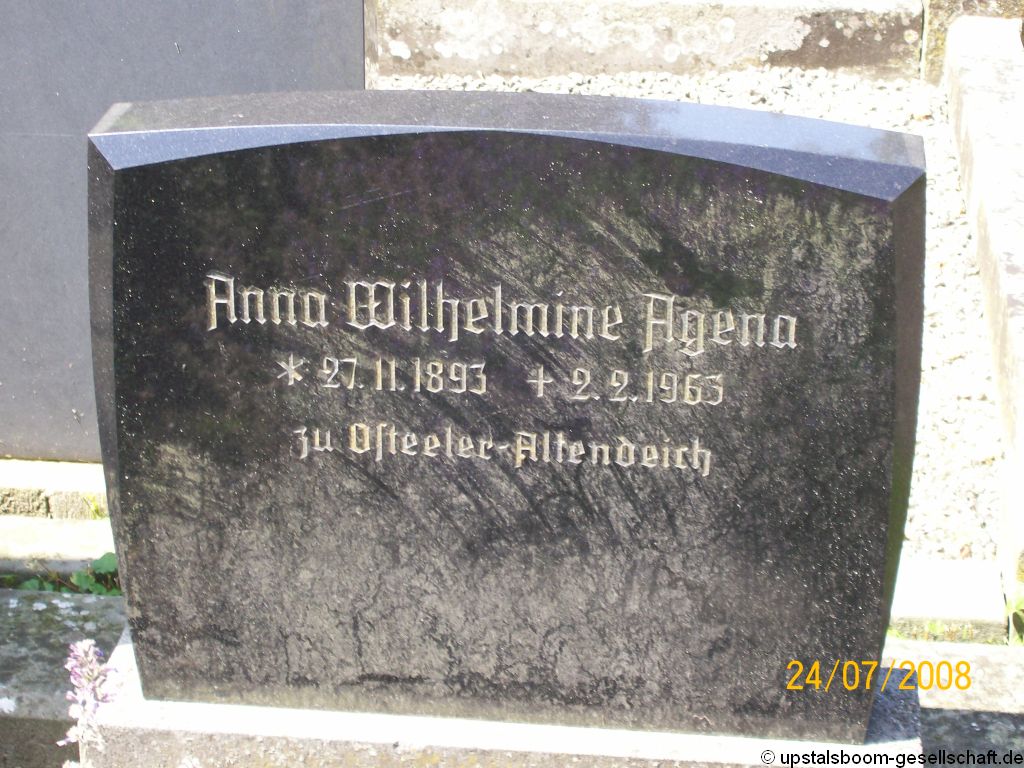 Anna Wilhelmine Agena
* 27.11.1893 + 2.2.1963
zu Osteeler-Altendeich
24/07/2008
© upstalsboom-gesellschaft.de